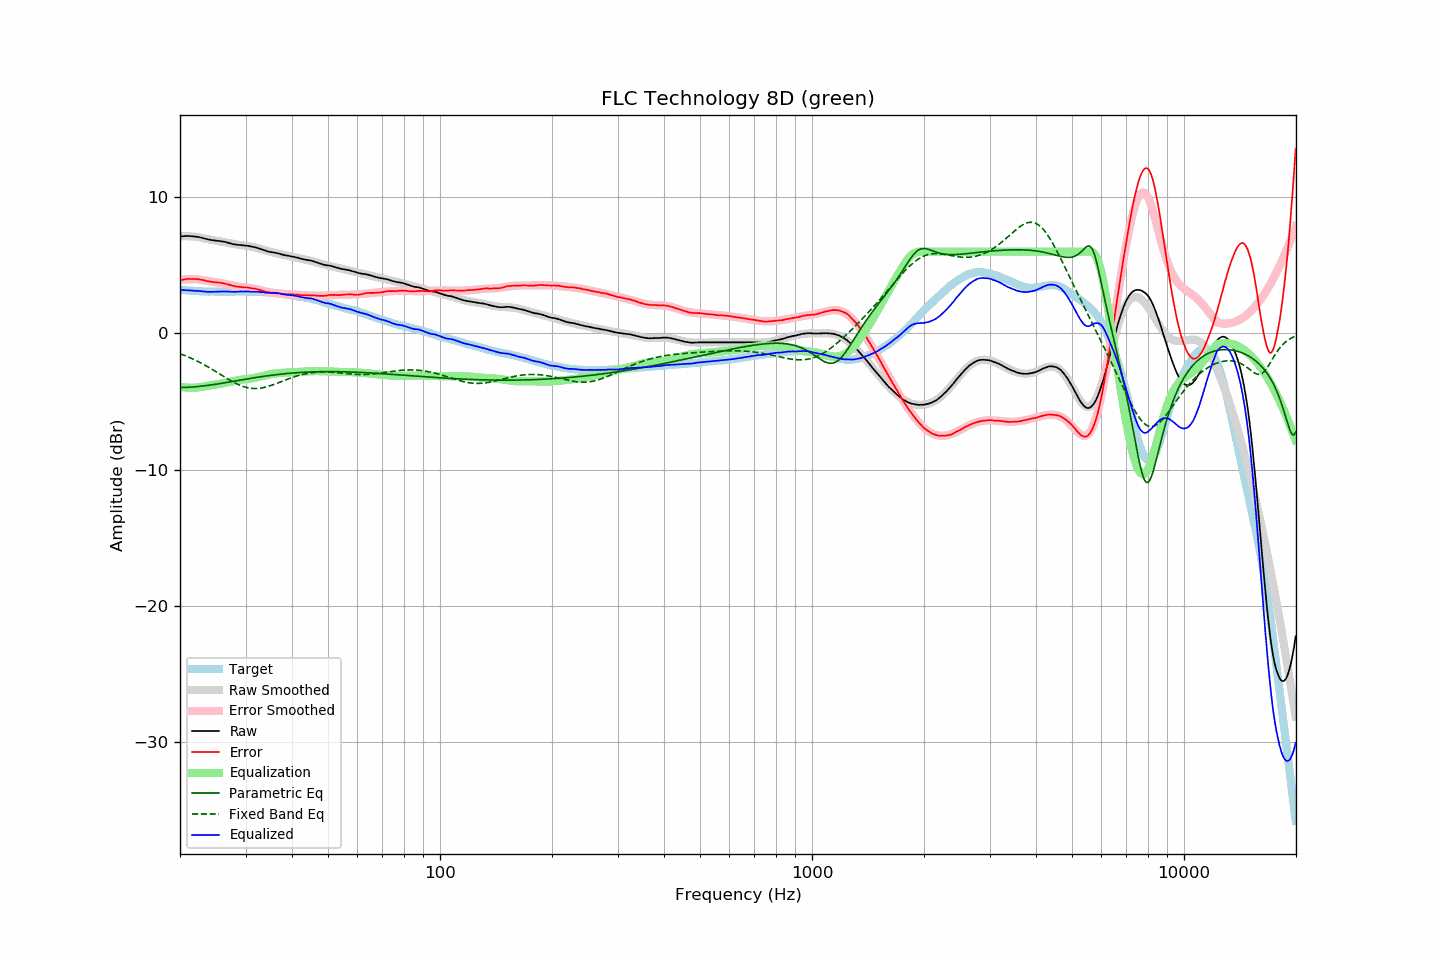 FLC Technology 8D (green)
10
0
−10
−20
−30
Amplitude (dBr)
Target
Raw Smoothed
Error Smoothed
Raw
Error
Equalization
Parametric Eq
Fixed Band Eq
Equalized
100
1000
10000
Frequency (Hz)